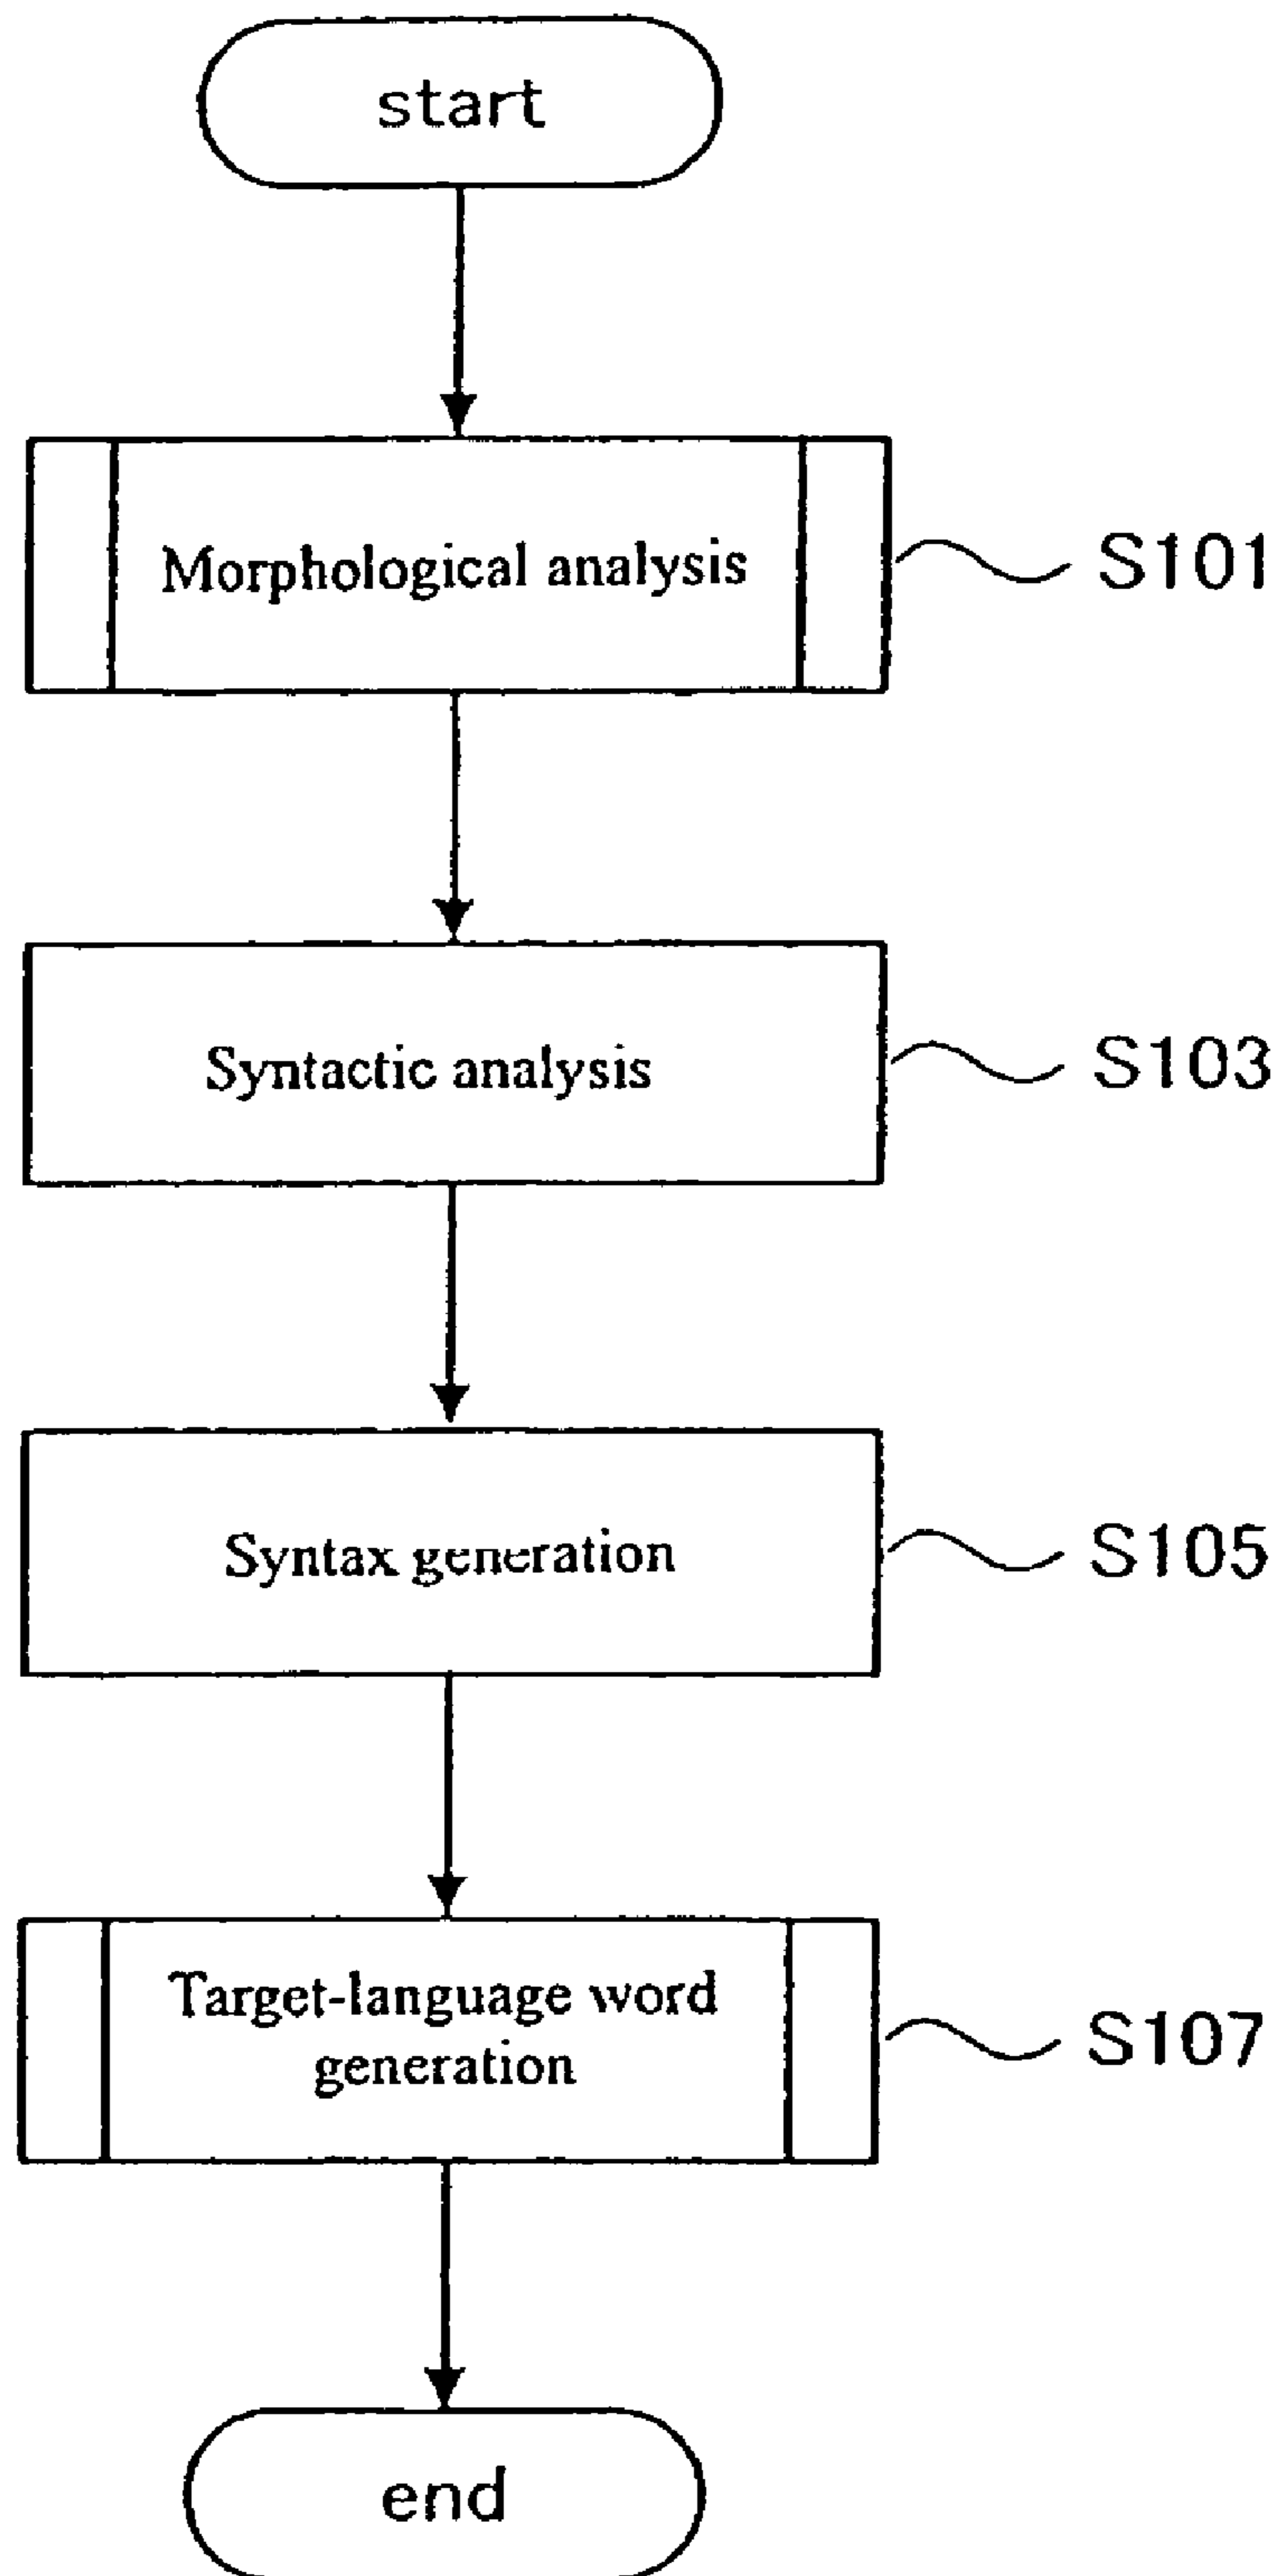 start
Morphological analysis
S101
Syntactic analysis
S103
Syntax generation
S105
Target-language word
generation
S107
end